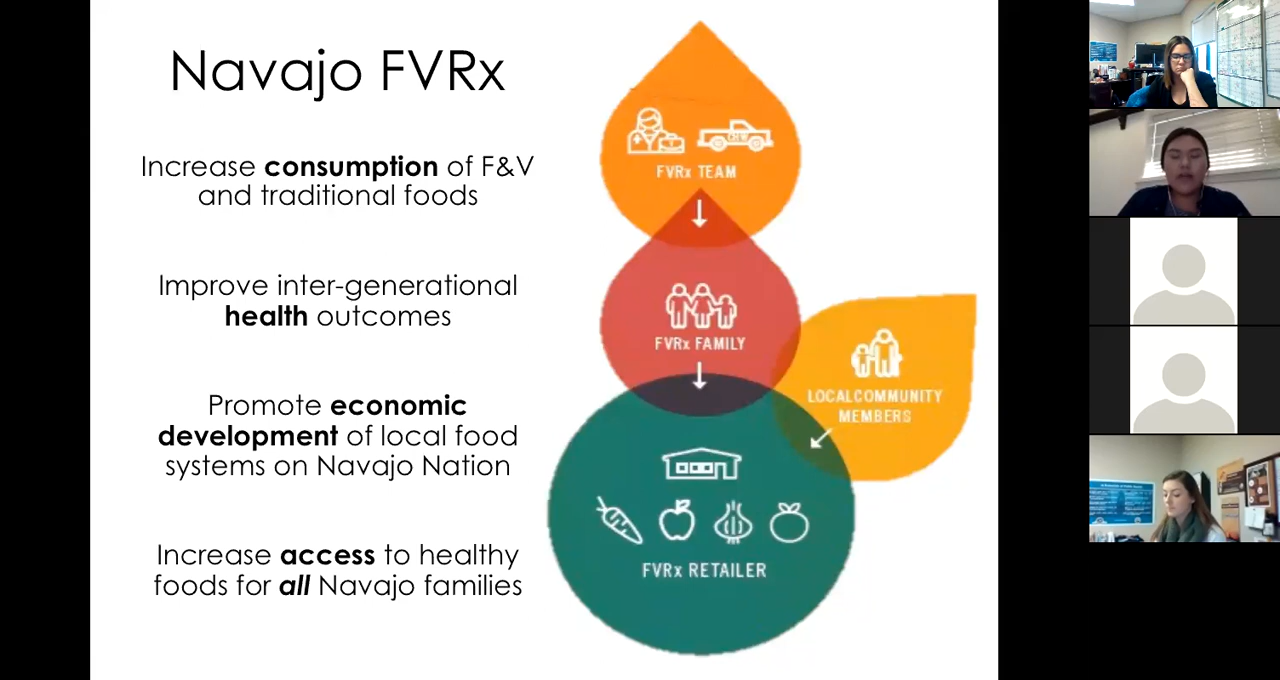 Navajo FVRx
Increase consumption of F&V
and traditional foods
Improve inter-generational
health outcomes
Promote economic
development of local food
systems on Navajo Nation
Increase access to healthy
foods for all Navajo families
FVRx TEAM
FVRx FAMILY
LOCALCOMMUNITY
MEMBERS
FVRx RETAILER